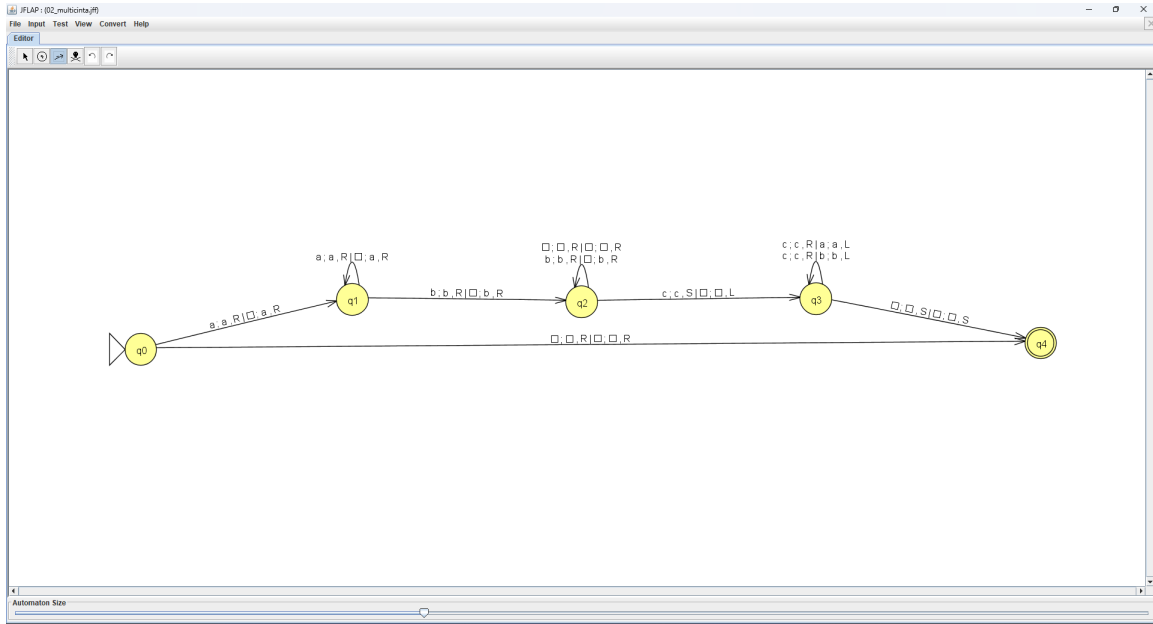 JFLAP : (02_multicinta.jff)
File Input Test View Convert Help
Editor
□ ; □ , R | □ ; □ , R
b ; b , R | □ ; b , R
c ; c , R | a ; a , L
c ; c , R | b ; b , L
a ; a , R | □ ; a , R
b ; b , R | □ ; b , R
c ; c , S | □ ; □ , L
q1
q2
q3
a ; a , R | □ ; a , R
□ ; □ , S | □ ; □ , S
□ ; □ , R | □ ; □ , R
q0
q4
Automaton Size